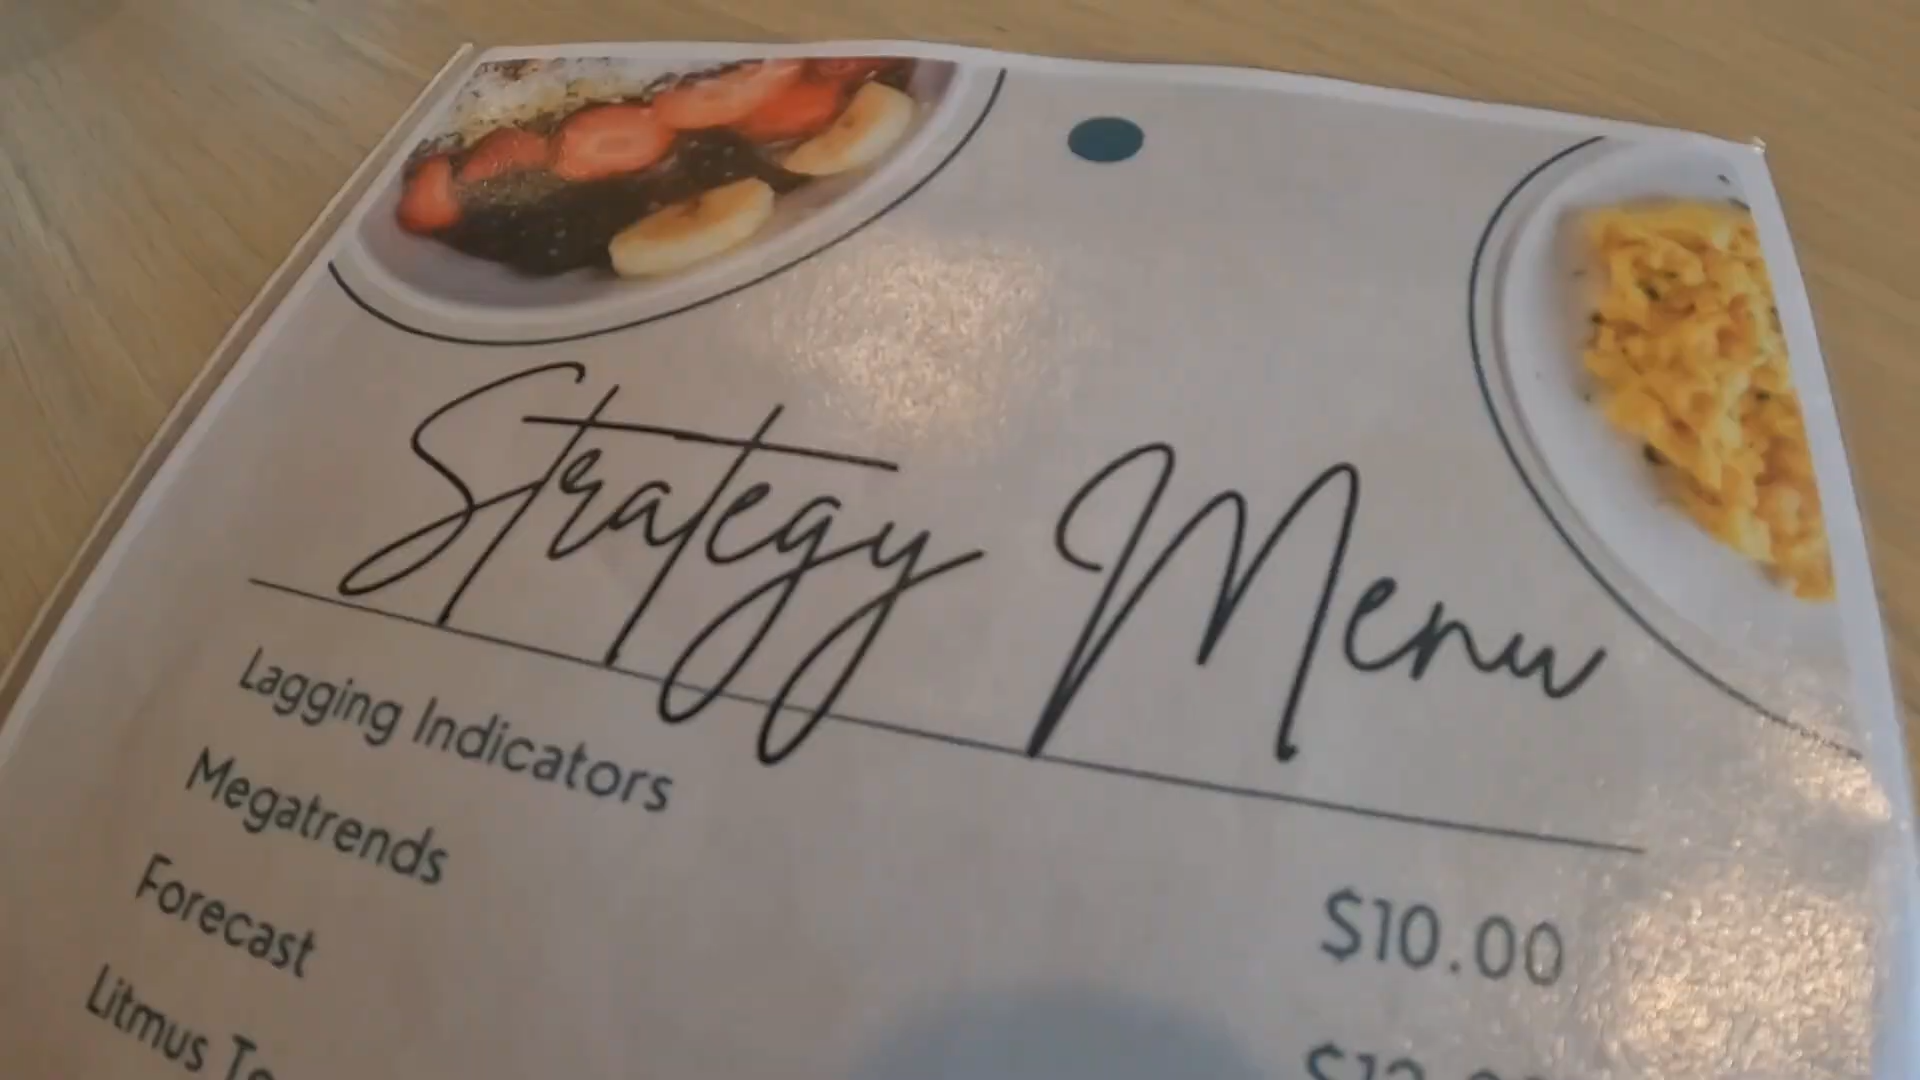 Strategy Menu
Lagging Indicators $10.00
Megatrends
Forecast
Litmus